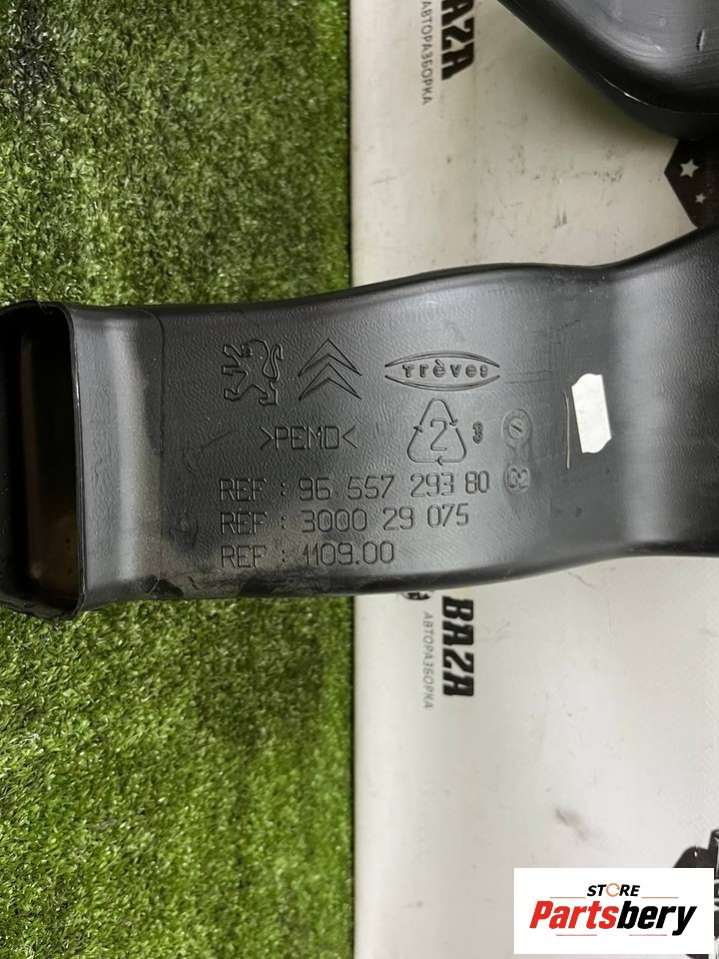 BAZA
АВТОРАЗБОРКА
Trèves
>PEMD<
2
REF : 96 557 293 80
REF : 3000 29 075
REF : 1109.00
BAZA
АВТОРАЗБОРКА
STORE
Partsbery